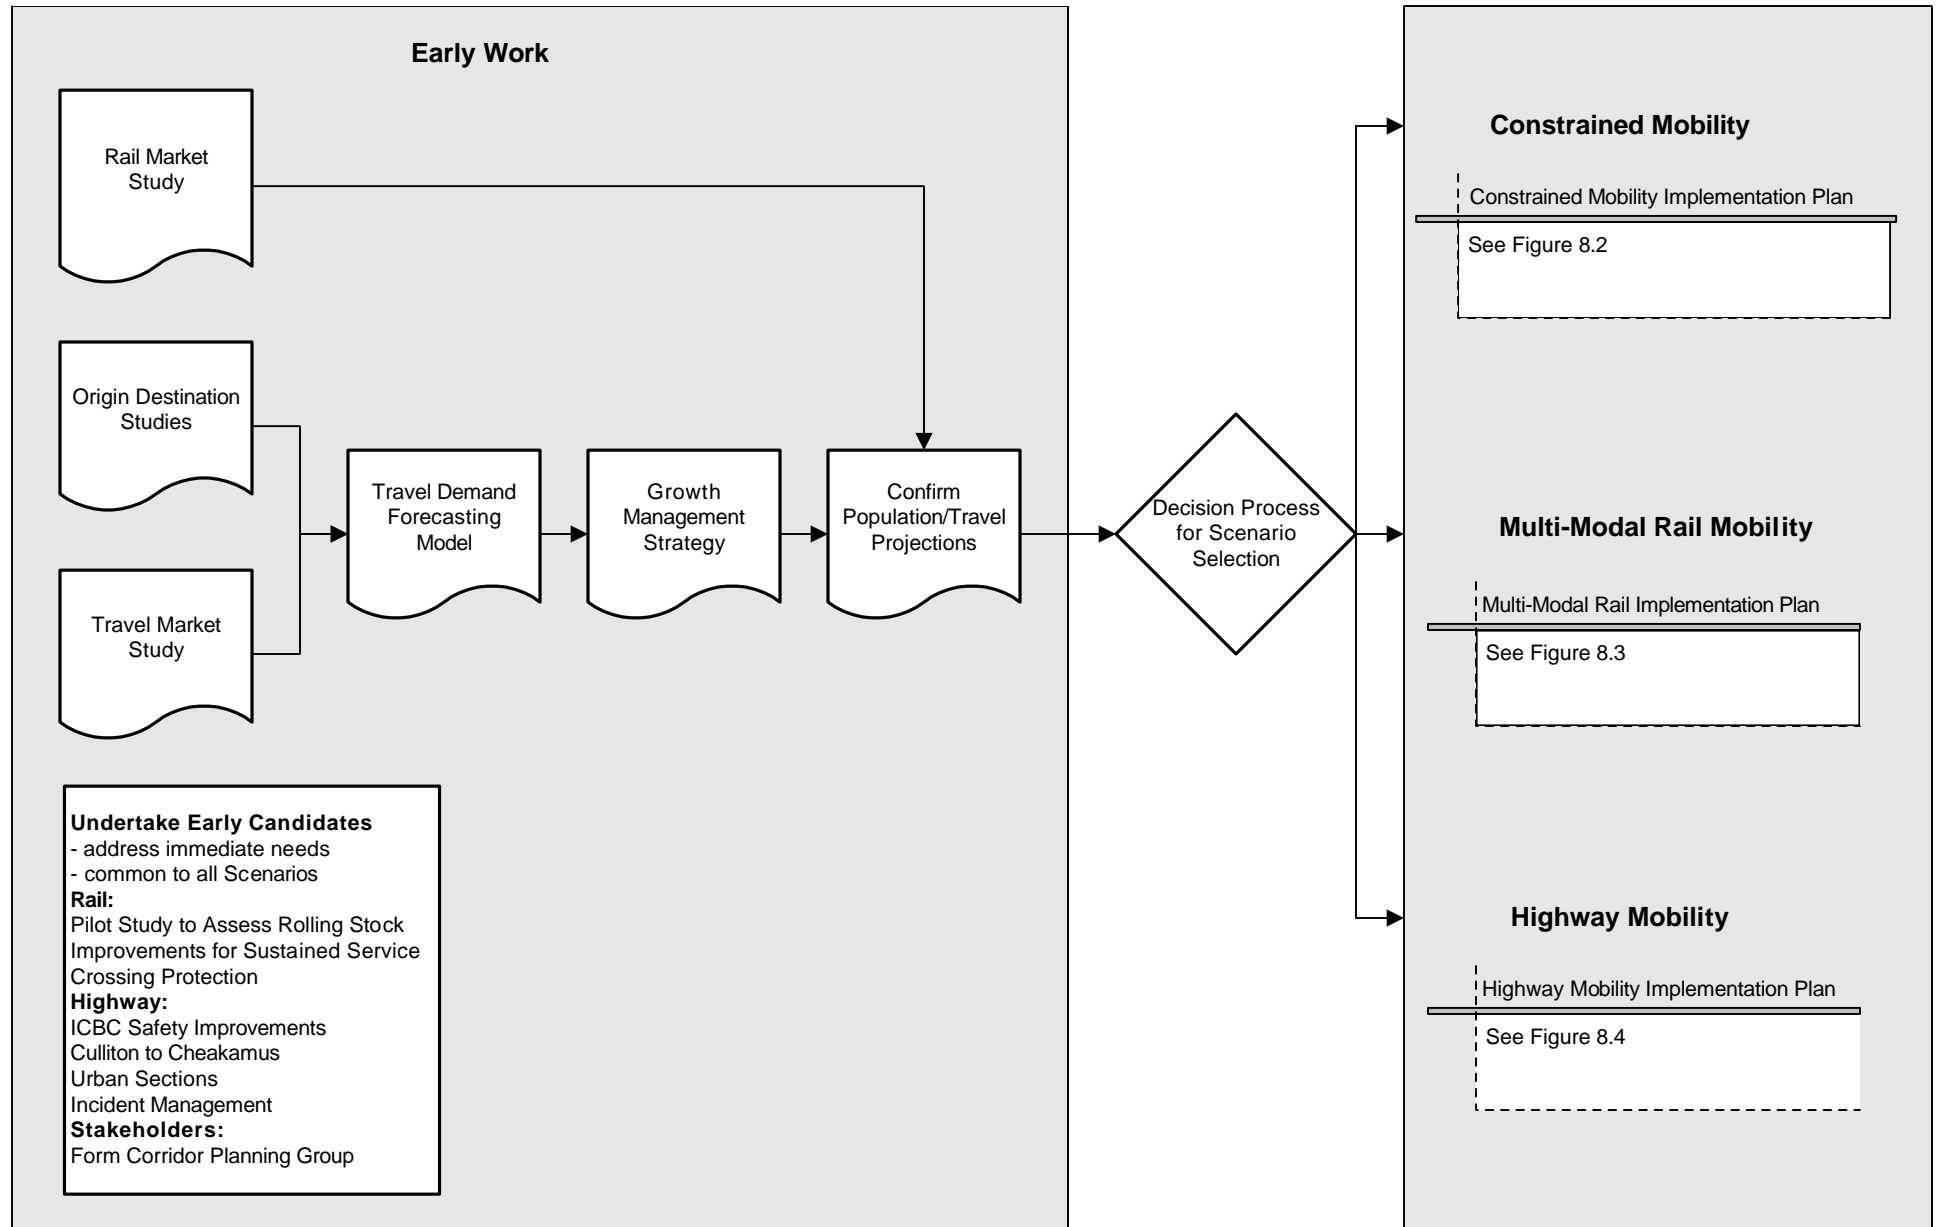 Early Work
Rail Market
Study
Origin Destination
Studies
Travel Market
Study
Travel Demand
Forecasting
Model
Growth
Management
Strategy
Confirm
Population/Travel
Projections
Undertake Early Candidates
- address immediate needs
- common to all Scenarios
Rail:
Pilot Study to Assess Rolling Stock
Improvements for Sustained Service
Crossing Protection
Highway:
ICBC Safety Improvements
Culliton to Cheakamus
Urban Sections
Incident Management
Stakeholders:
Form Corridor Planning Group
Decision Process
for Scenario
Selection
Constrained Mobility
Constrained Mobility Implementation Plan
See Figure 8.2
Multi-Modal Rail Mobility
Multi-Modal Rail Implementation Plan
See Figure 8.3
Highway Mobility
Highway Mobility Implementation Plan
See Figure 8.4